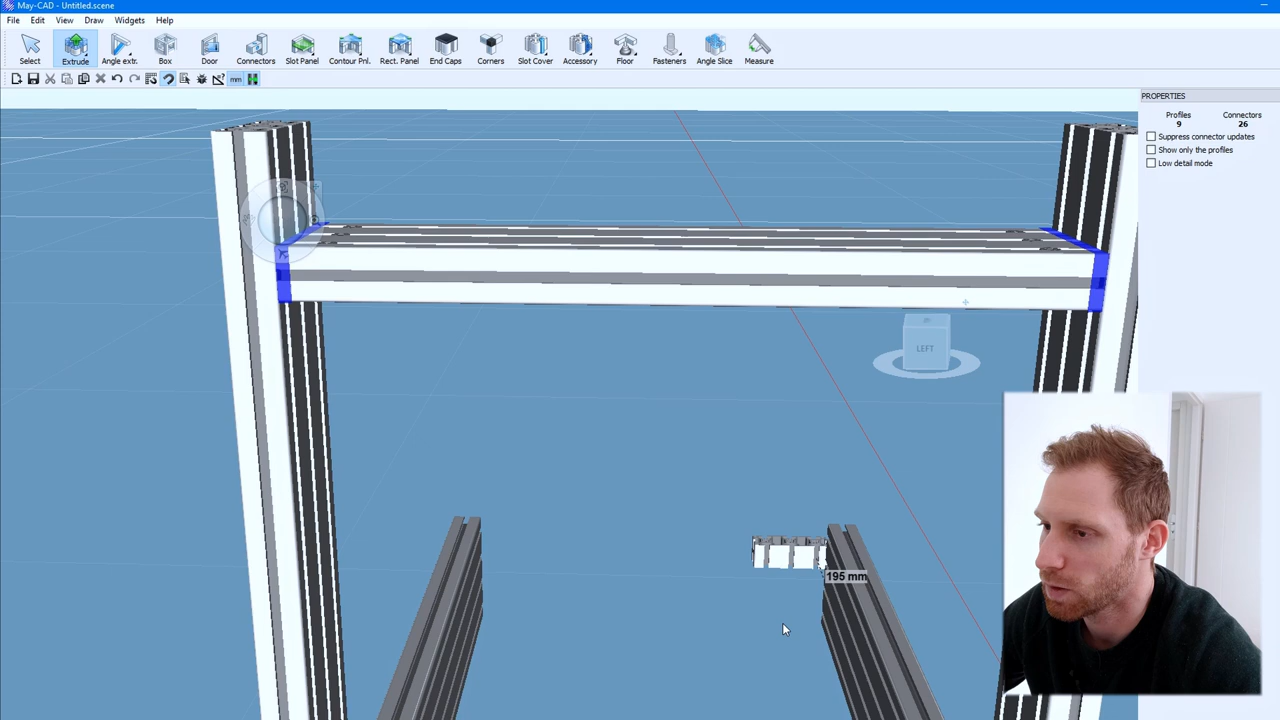 May-CAD - Untitled.scene
File Edit View Draw Widgets Help
Select Extrude Angle extr. Box Door Connectors Slot Panel Contour Pnl. Rect. Panel End Caps Corners Slot Cover Accessory Floor Fasteners Angle Slice Measure
mm
PROPERTIES
Profiles Connectors
9 26
Suppress connector updates
Show only the profiles
Low detail mode
LEFT
195 mm